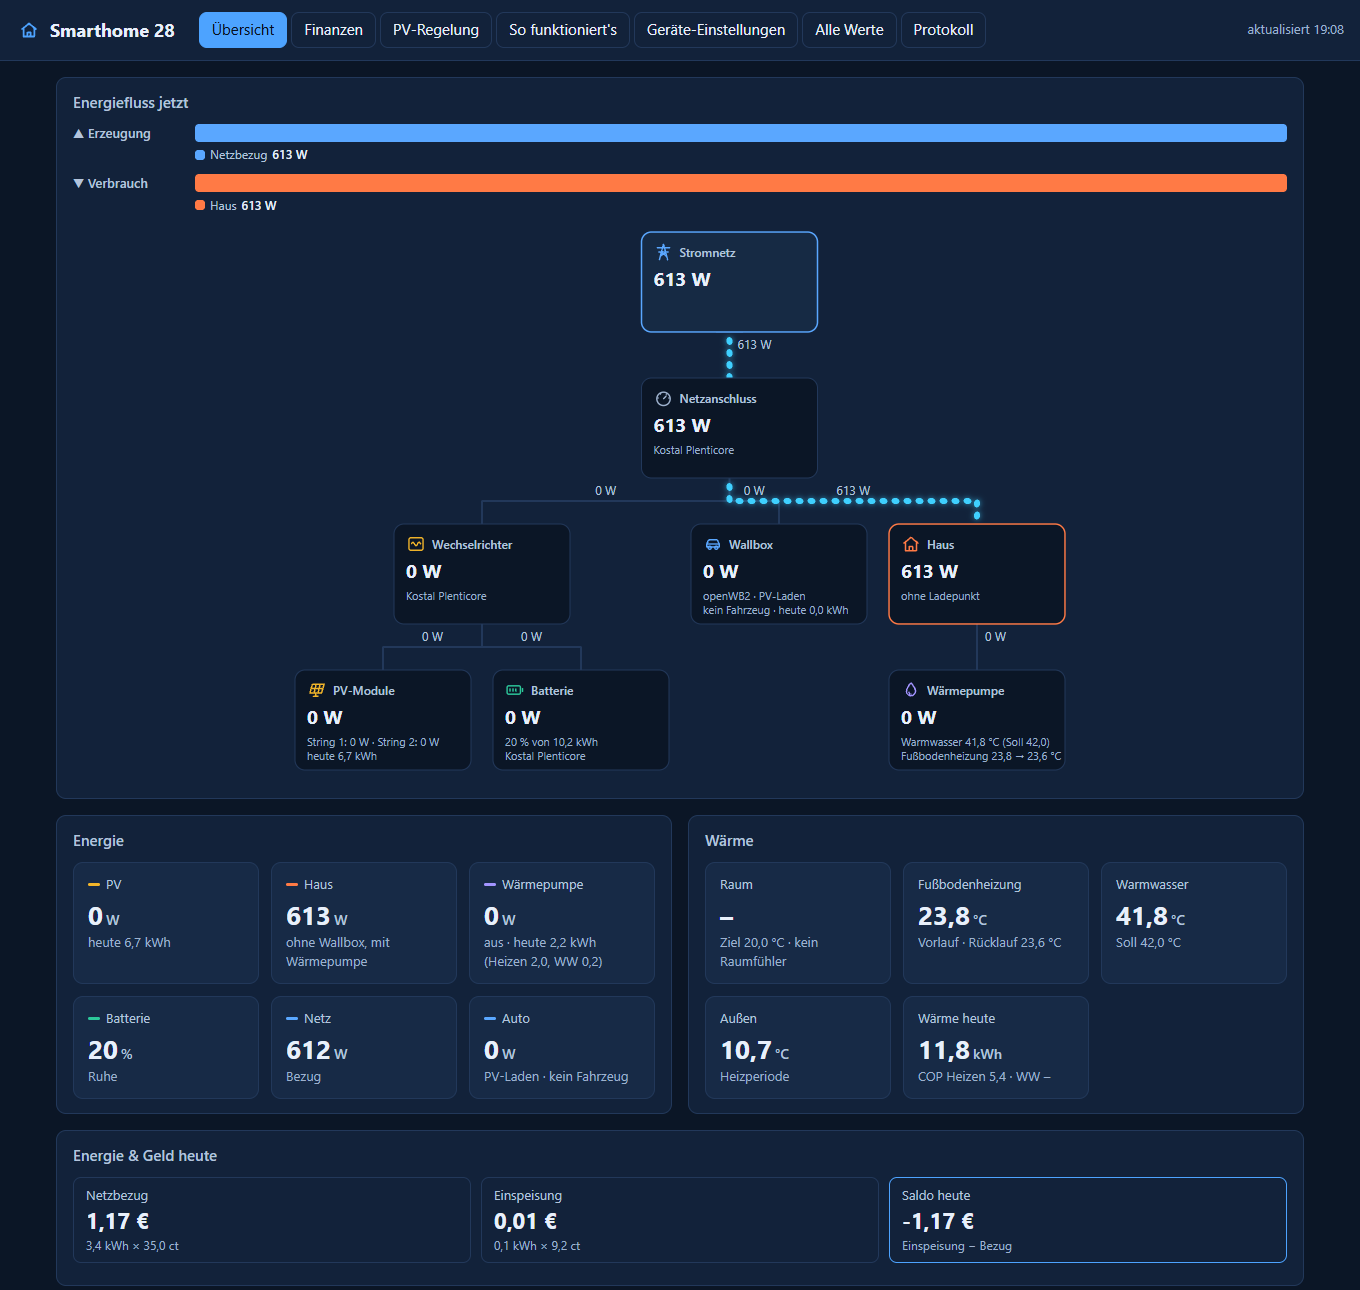 Smarthome 28
Übersicht
Finanzen
PV-Regelung
So funktioniert's
Geräte-Einstellungen
Alle Werte
Protokoll
aktualisiert 19:08
Energiefluss jetzt
▲ Erzeugung
Netzbezug 613 W
▼ Verbrauch
Haus 613 W
Stromnetz
613 W
613 W
Netzanschluss
613 W
Kostal Plenticore
0 W
0 W
613 W
Wechselrichter
0 W
Kostal Plenticore
Wallbox
0 W
openWB2 · PV-Laden
kein Fahrzeug · heute 0,0 kWh
Haus
613 W
ohne Ladepunkt
0 W
0 W
0 W
PV-Module
0 W
String 1: 0 W · String 2: 0 W
heute 6,7 kWh
Batterie
0 W
20 % von 10,2 kWh
Kostal Plenticore
Wärmepumpe
0 W
Warmwasser 41,8 °C (Soll 42,0)
Fußbodenheizung 23,8 → 23,6 °C
Energie
PV
0 W
heute 6,7 kWh
Haus
613 W
ohne Wallbox, mit
Wärmepumpe
Wärmepumpe
0 W
aus · heute 2,2 kWh
(Heizen 2,0, WW 0,2)
Batterie
20 %
Ruhe
Netz
612 W
Bezug
Auto
0 W
PV-Laden · kein Fahrzeug
Wärme
Raum
–
Ziel 20,0 °C · kein
Raumfühler
Fußbodenheizung
23,8 °C
Vorlauf · Rücklauf 23,6 °C
Warmwasser
41,8 °C
Soll 42,0 °C
Außen
10,7 °C
Heizperiode
Wärme heute
11,8 kWh
COP Heizen 5,4 · WW –
Energie & Geld heute
Netzbezug
1,17 €
3,4 kWh × 35,0 ct
Einspeisung
0,01 €
0,1 kWh × 9,2 ct
Saldo heute
-1,17 €
Einspeisung − Bezug